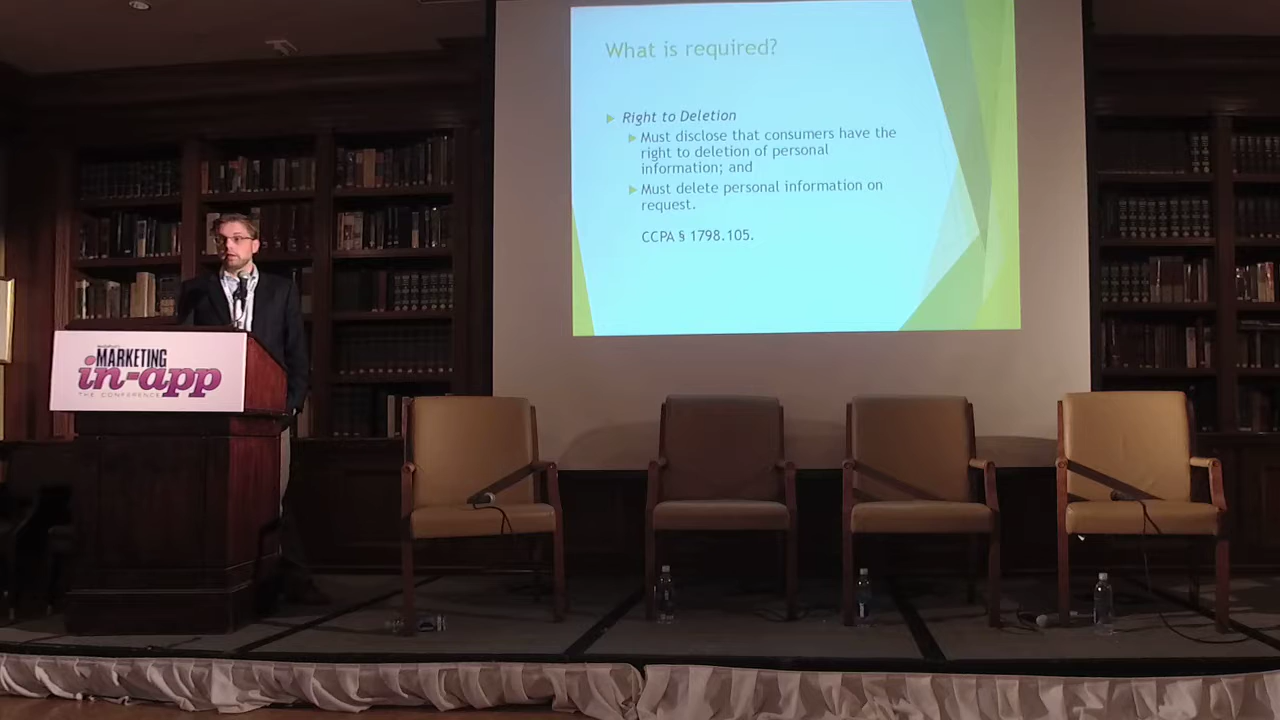 What is required?
Right to Deletion
Must disclose that consumers have the
right to deletion of personal
information; and
Must delete personal information on
request.
CCPA § 1798.105.
MARKETING
in-app
THE CONFERENCE